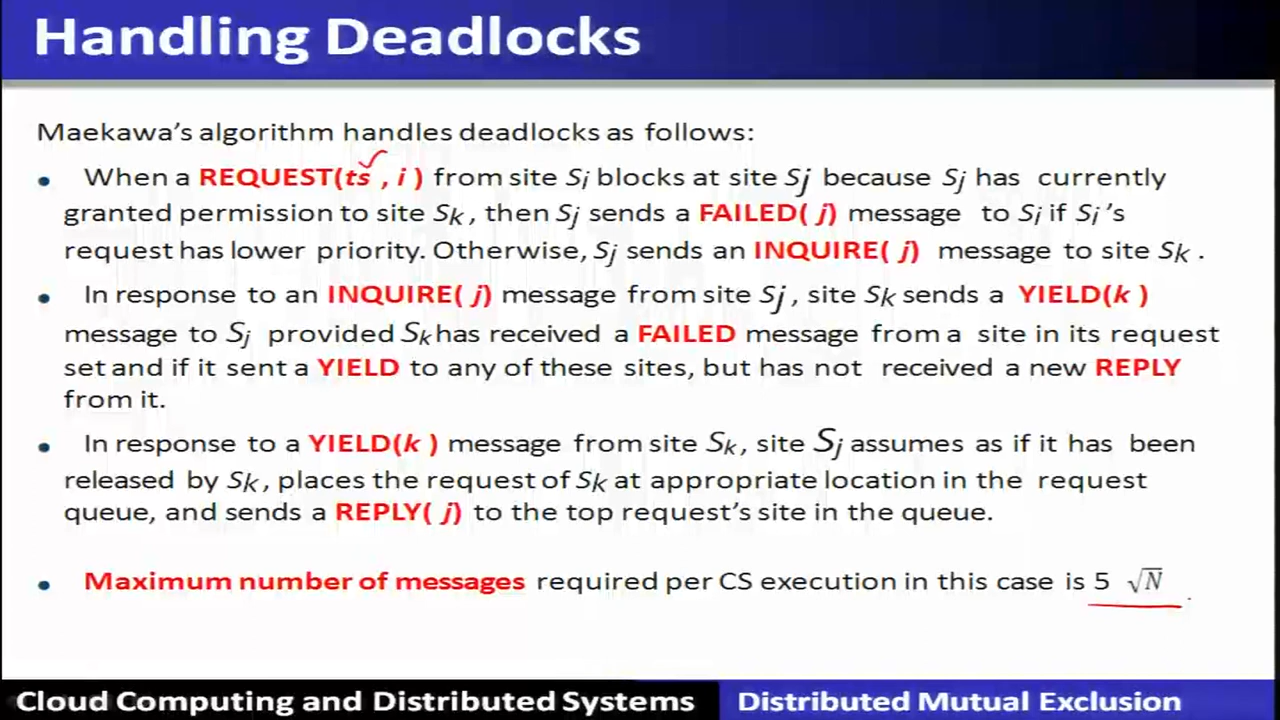 Handling Deadlocks
Maekawa's algorithm handles deadlocks as follows:
• When a REQUEST(ts , i ) from site Si blocks at site Sj because Sj has currently
granted permission to site Sk, then Sj sends a FAILED( j) message to Si if Si 's
request has lower priority. Otherwise, Sj sends an INQUIRE( j) message to site Sk .
• In response to an INQUIRE( j) message from site Sj, site Sk sends a YIELD(k )
message to Sj provided Sk has received a FAILED message from a site in its request
set and if it sent a YIELD to any of these sites, but has not received a new REPLY
from it.
• In response to a YIELD(k ) message from site Sk, site Sj assumes as if it has been
released by Sk, places the request of Sk at appropriate location in the request
queue, and sends a REPLY( j) to the top request's site in the queue.
• Maximum number of messages required per CS execution in this case is 5 √N
Cloud Computing and Distributed Systems
Distributed Mutual Exclusion